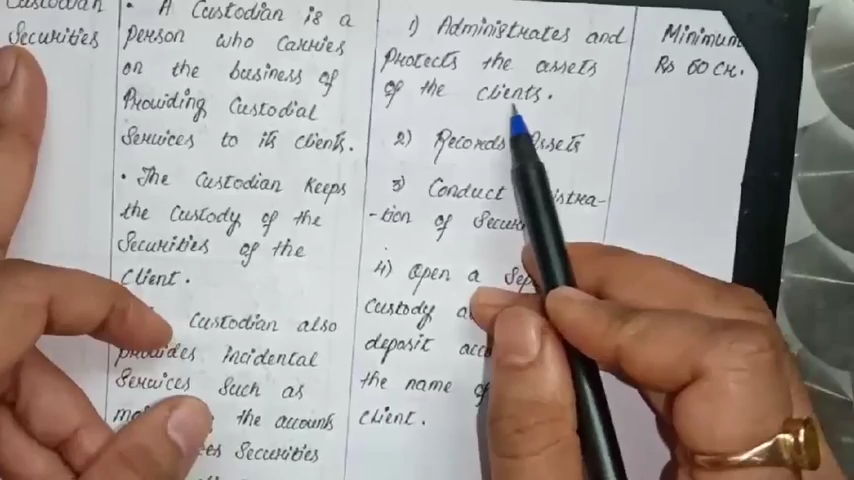 Custodian
Securities
• A Custodian is a
person who carries
on the business of
Providing Custodial
Services to its clients.
• The Custodian keeps
the Custody of the
Securities of the
Client.
Custodian also
provides incidental
Services such as
the accounts
Securities
1) Administrates and
Protects the assets
of the clients.
2) Records Assets
3) Conduct
-tion of
4) Open a
Custody
deposit
the name of
client.
Minimum
Rs 50 Cr.